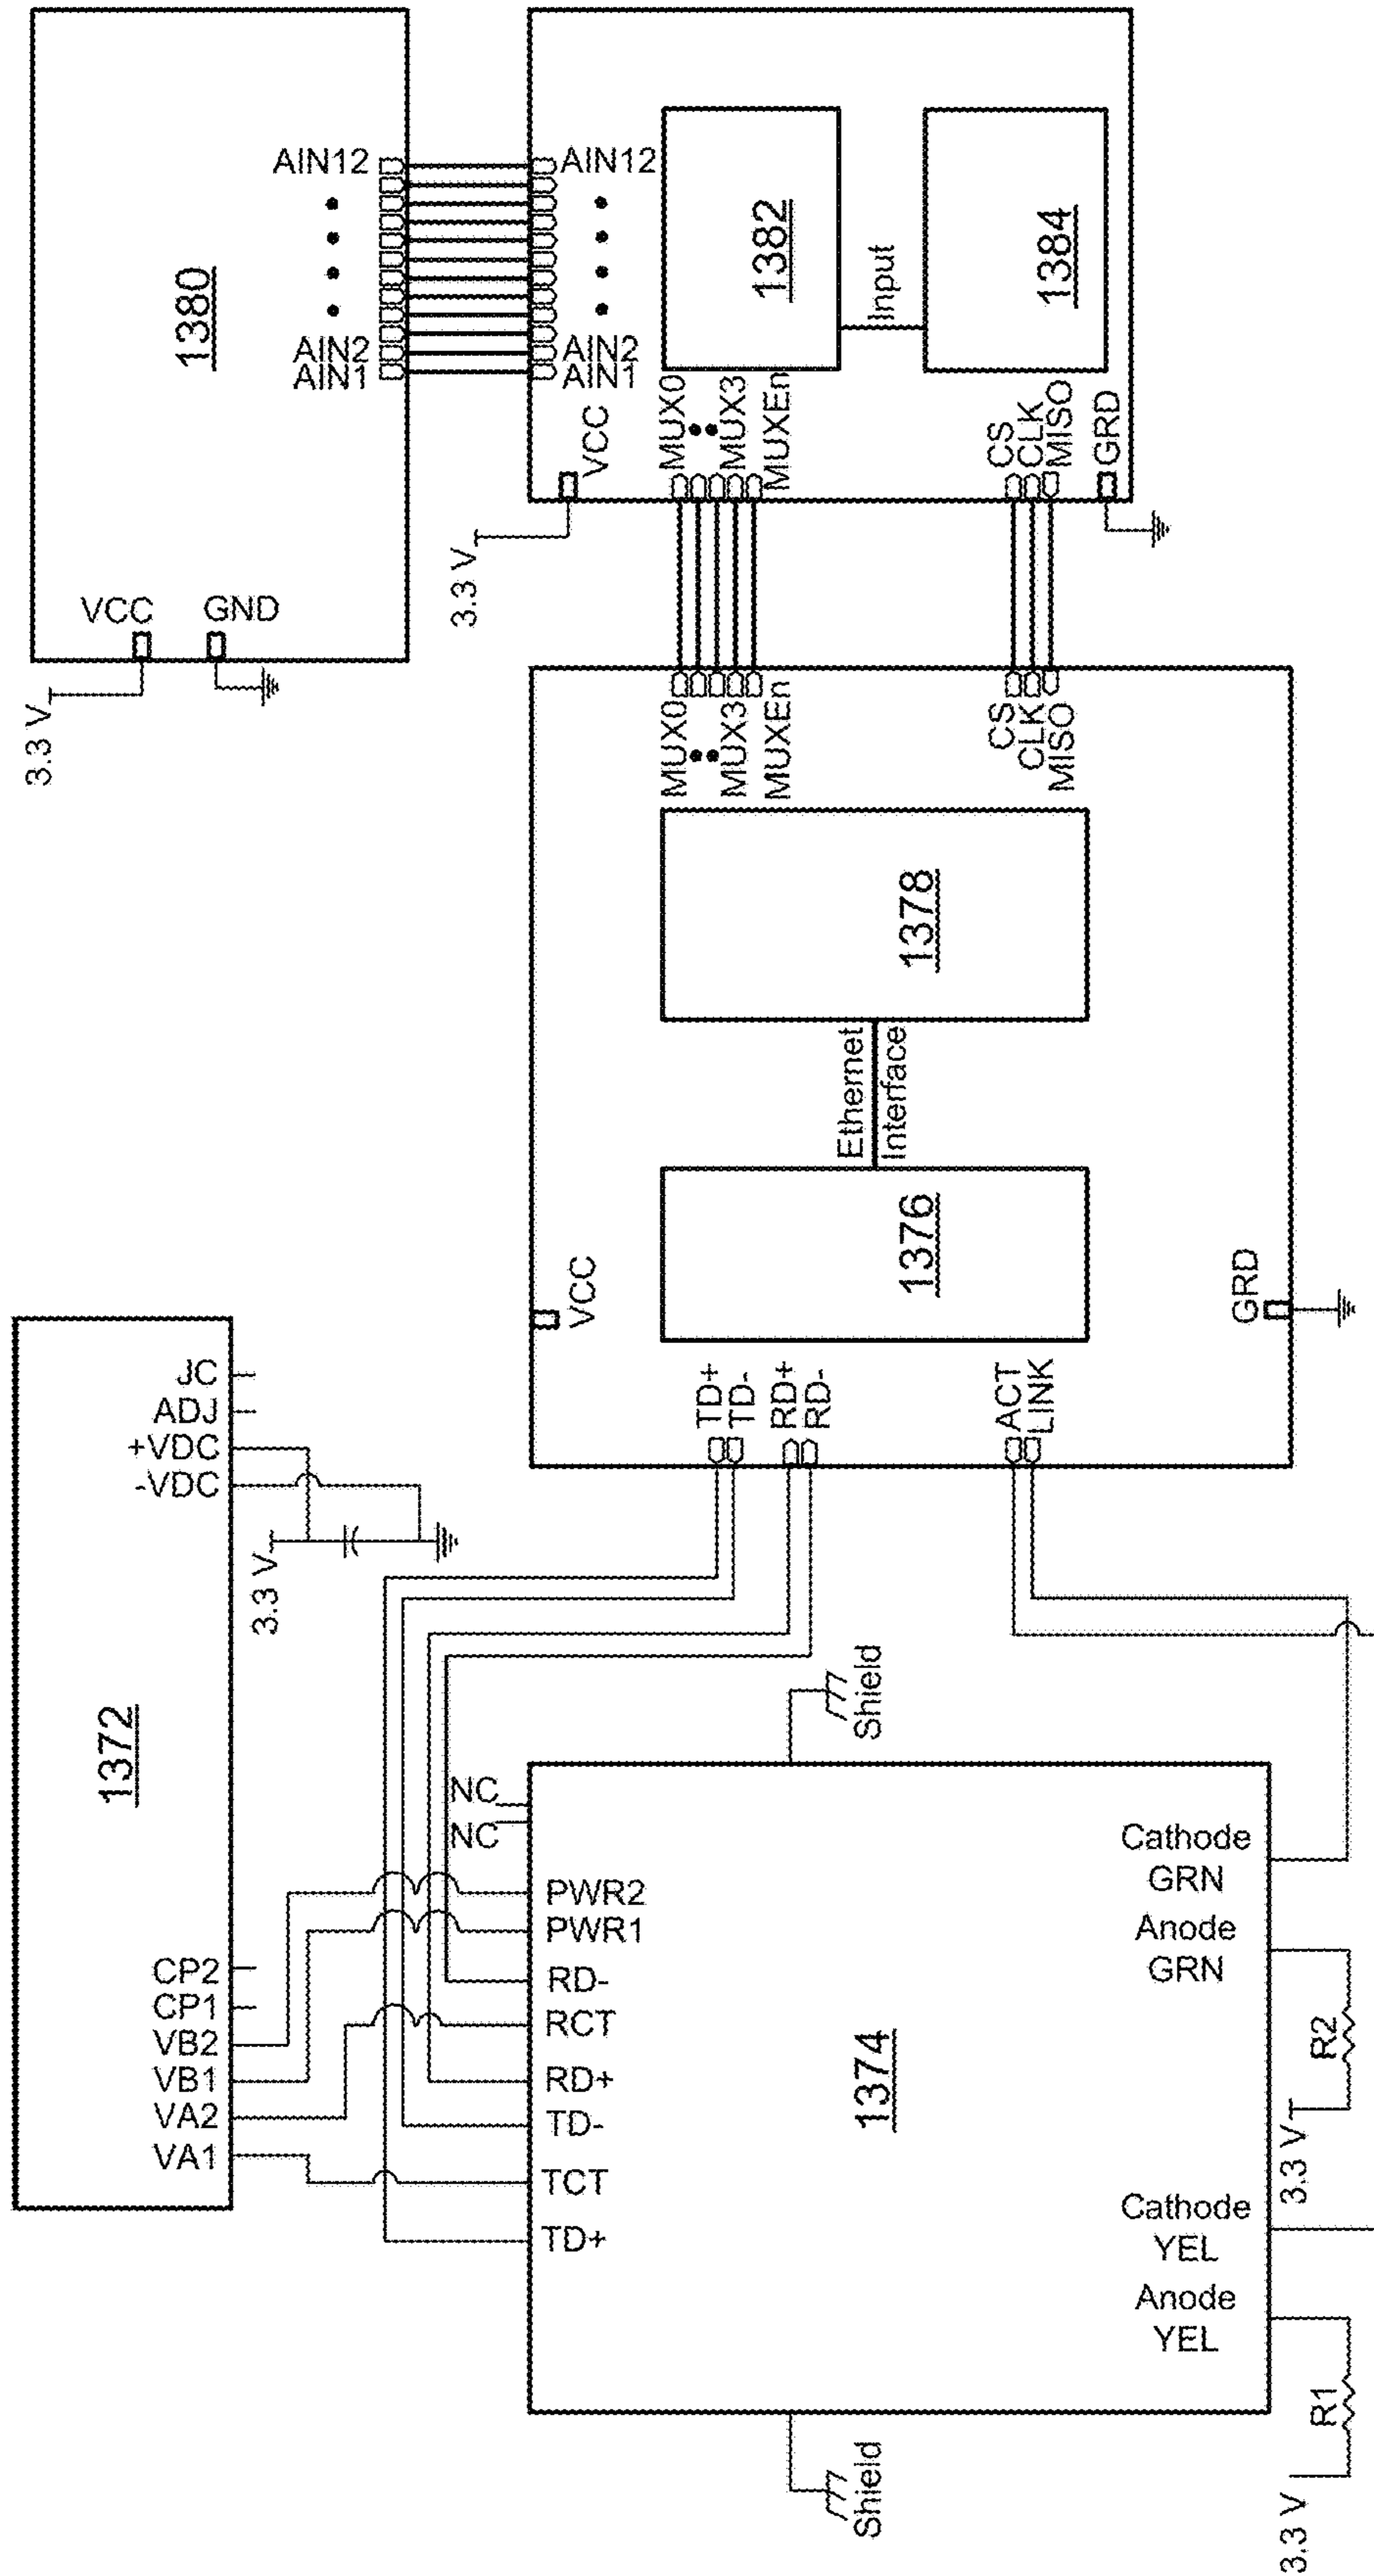 1372
VA1
VA2
VB1
VB2
CP1
CP2
-VDC
+VDC
ADJ
JC
3.3 V
1380
VCC
GND
3.3 V
AIN1
AIN2
AIN12
1374
TD+
TCT
TD-
RD+
RCT
RD-
PWR1
PWR2
NC
NC
Shield
Shield
Anode
YEL
Cathode
YEL
Anode
GRN
Cathode
GRN
3.3 V
R1
3.3 V
R2
VCC
TD+
TD-
RD+
RD-
ACT
LINK
GRD
1376
Ethernet
Interface
1378
MUX0
MUX3
MUXEn
CS
CLK
MISO
3.3 V
VCC
AIN1
AIN2
AIN12
MUX0
MUX3
MUXEn
CS
CLK
MISO
GRD
1382
Input
1384